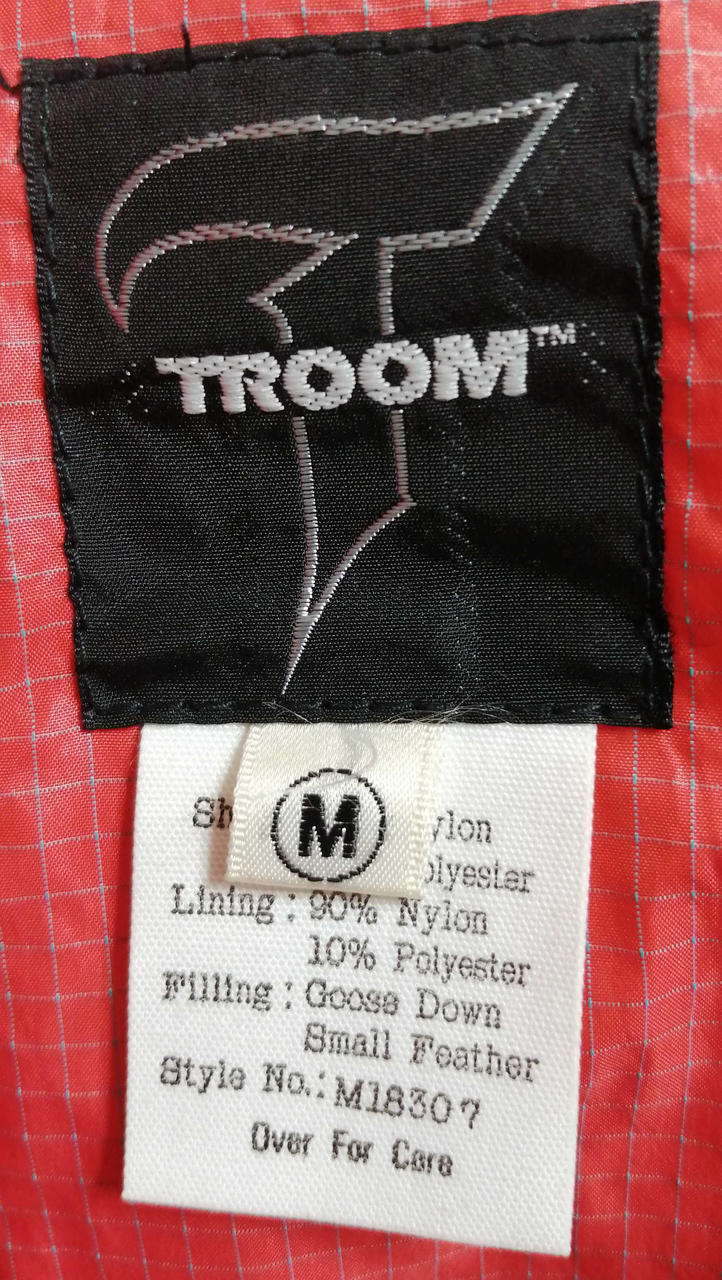 TROOM™
M
Sh ylon
olyester
Lining : 90% Nylon
10% Polyester
Filling : Goose Down
Small Feather
Style No.: M18307
Over For Care